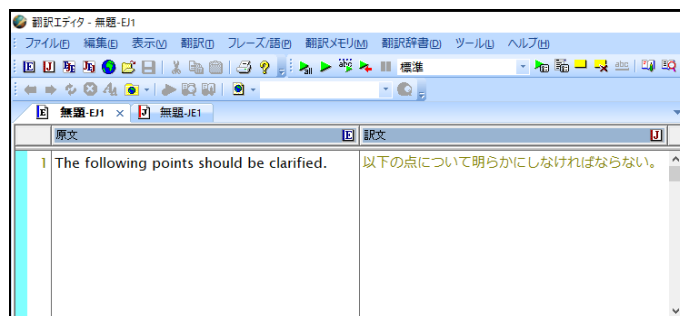 翻訳エディタ - 無題-EJ1
ファイル(F) 編集(E) 表示(V) 翻訳(T) フレーズ/語(P) 翻訳メモリ(M) 翻訳辞書(D) ツール(L) ヘルプ(H)
標準
無題-EJ1 × 無題-JE1
原文 E 訳文 J
1 The following points should be clarified. 以下の点について明らかにしなければならない。